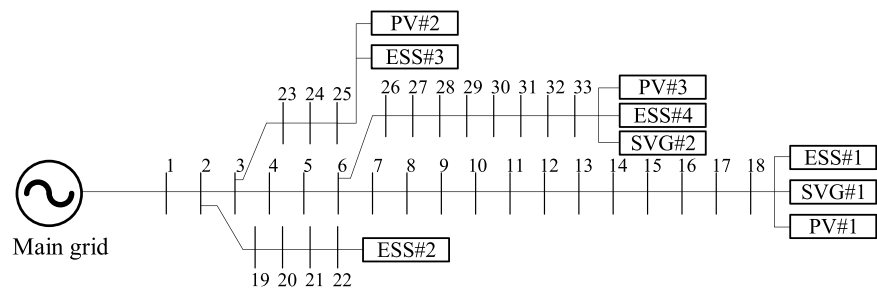 PV#2
ESS#3
23 24 25
26 27 28 29 30 31 32 33
PV#3
ESS#4
SVG#2
1 2 3 4 5 6 7 8 9 10 11 12 13 14 15 16 17 18
ESS#1
SVG#1
PV#1
Main grid
ESS#2
19 20 21 22